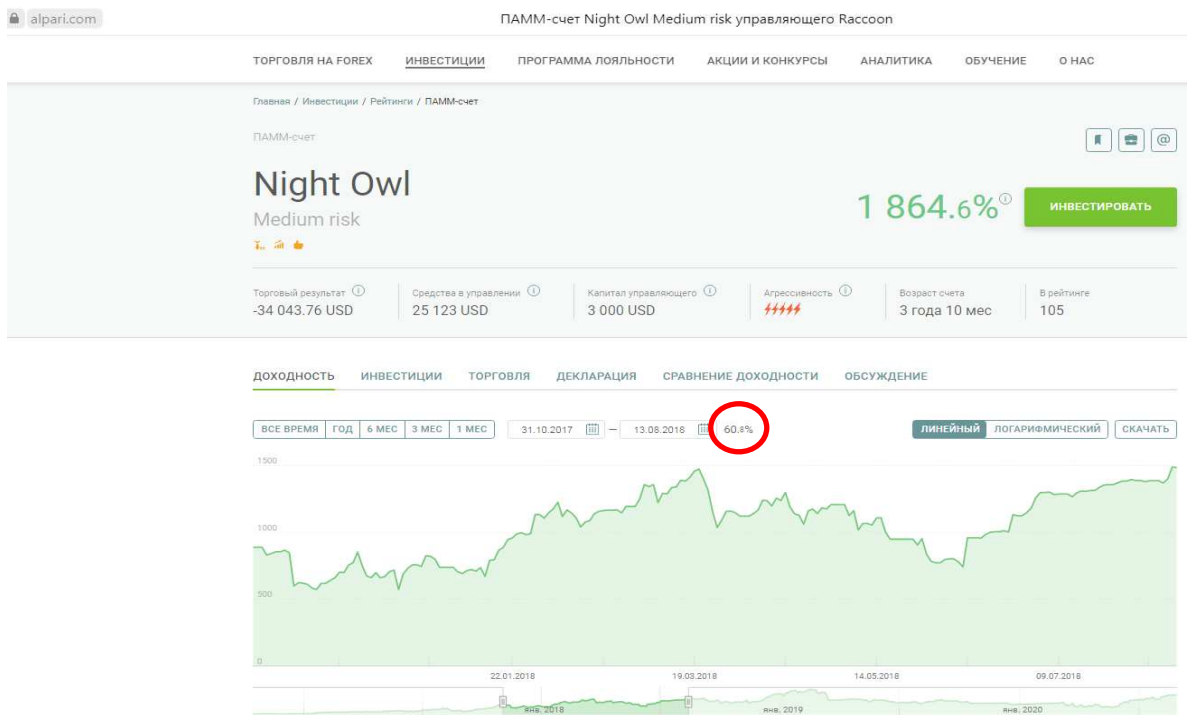 alpari.com ПАММ-счет Night Owl Medium risk управляющего Raccoon
ТОРГОВЛЯ НА FOREX ИНВЕСТИЦИИ ПРОГРАММА ЛОЯЛЬНОСТИ АКЦИИ И КОНКУРСЫ АНАЛИТИКА ОБУЧЕНИЕ О НАС
Главная / Инвестиции / Рейтинги / ПАММ-счет
ПАММ-счет
Night Owl
Medium risk
1 864.6% ИНВЕСТИРОВАТЬ
Торговый результат Средства в управлении Капитал управляющего Агрессивность Возраст счета В рейтинге
-34 043.76 USD 25 123 USD 3 000 USD 3 года 10 мес 105
ДОХОДНОСТЬ ИНВЕСТИЦИИ ТОРГОВЛЯ ДЕКЛАРАЦИЯ СРАВНЕНИЕ ДОХОДНОСТИ ОБСУЖДЕНИЕ
ВСЕ ВРЕМЯ ГОД 6 МЕС 3 МЕС 1 МЕС 31.10.2017 – 13.08.2018 60.8% ЛИНЕЙНЫЙ ЛОГАРИФМИЧЕСКИЙ СКАЧАТЬ
1500
1000
500
0
22.01.2018 19.03.2018 14.05.2018 09.07.2018
янв. 2018 янв. 2019 янв. 2020